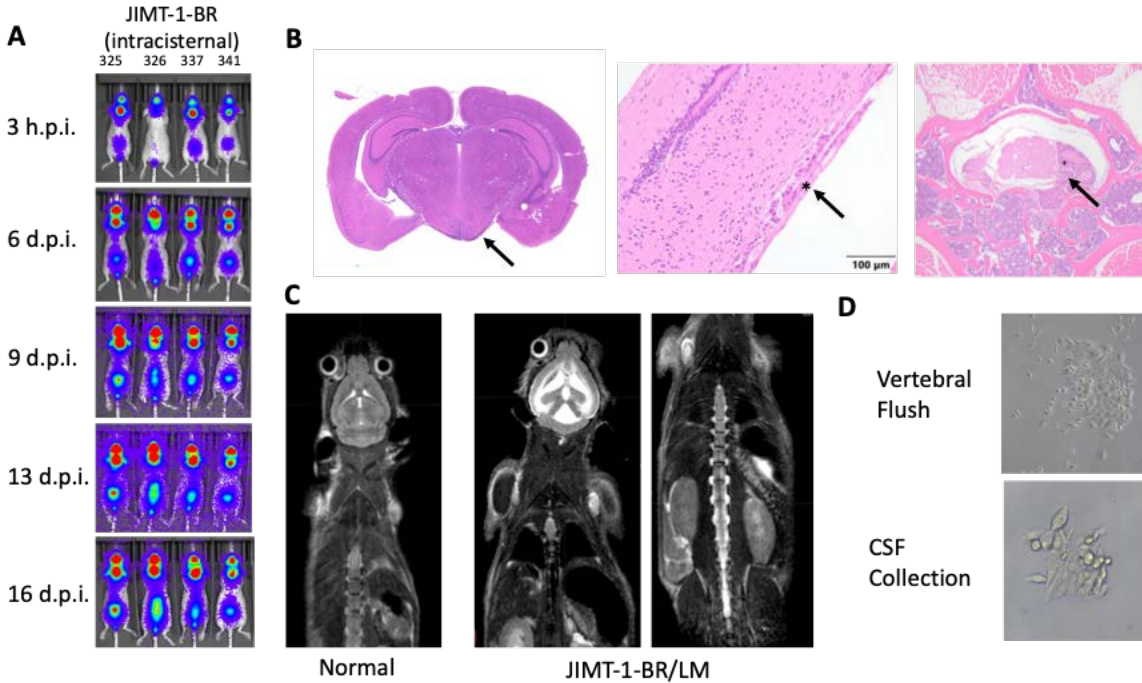 A
JIMT-1-BR
(intracisternal)
325 326 337 341
3 h.p.i.
6 d.p.i.
9 d.p.i.
13 d.p.i.
16 d.p.i.
B
*
100 μm
*
C
Normal
JIMT-1-BR/LM
D
Vertebral
Flush
CSF
Collection